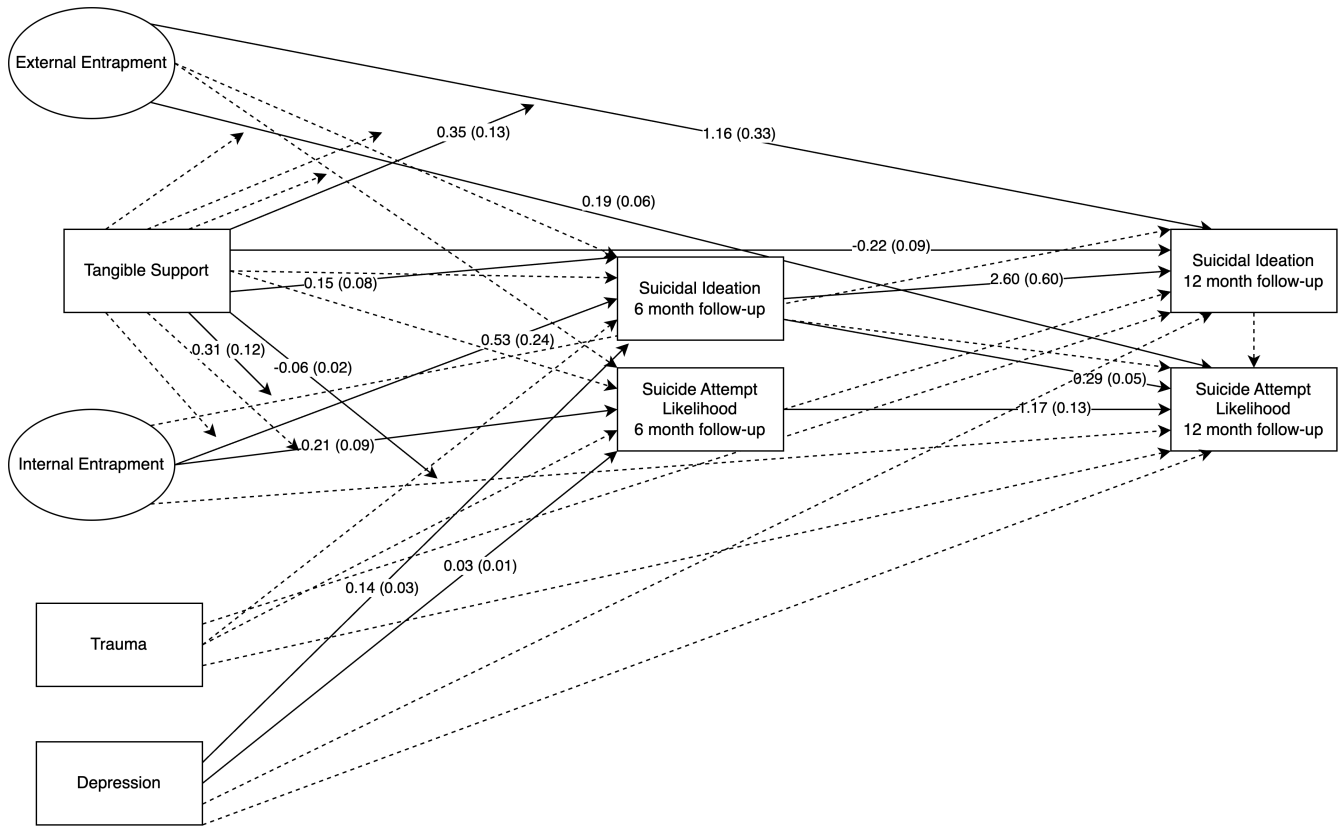 External Entrapment
0.35 (0.13)
1.16 (0.33)
0.19 (0.06)
Tangible Support
-0.22 (0.09)
Suicidal Ideation
12 month follow-up
0.15 (0.08)
Suicidal Ideation
6 month follow-up
2.60 (0.60)
0.31 (0.12)
0.53 (0.24)
-0.06 (0.02)
0.29 (0.05)
Suicide Attempt
Likelihood
6 month follow-up
1.17 (0.13)
Suicide Attempt
Likelihood
12 month follow-up
0.21 (0.09)
Internal Entrapment
0.03 (0.01)
0.14 (0.03)
Trauma
Depression